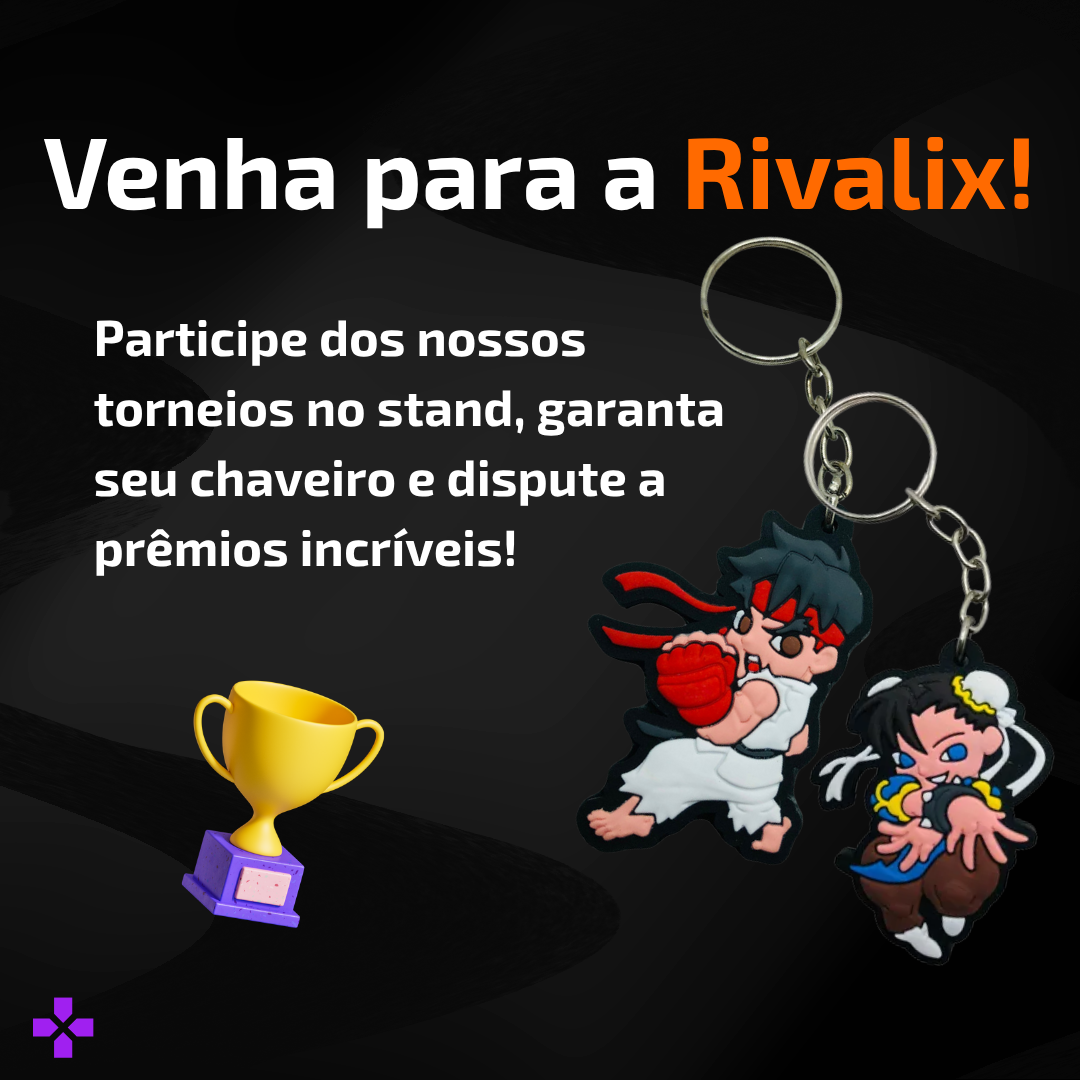 Venha para a Rivalix!
Participe dos nossos
torneios no stand, garanta
seu chaveiro e dispute a
prêmios incríveis!